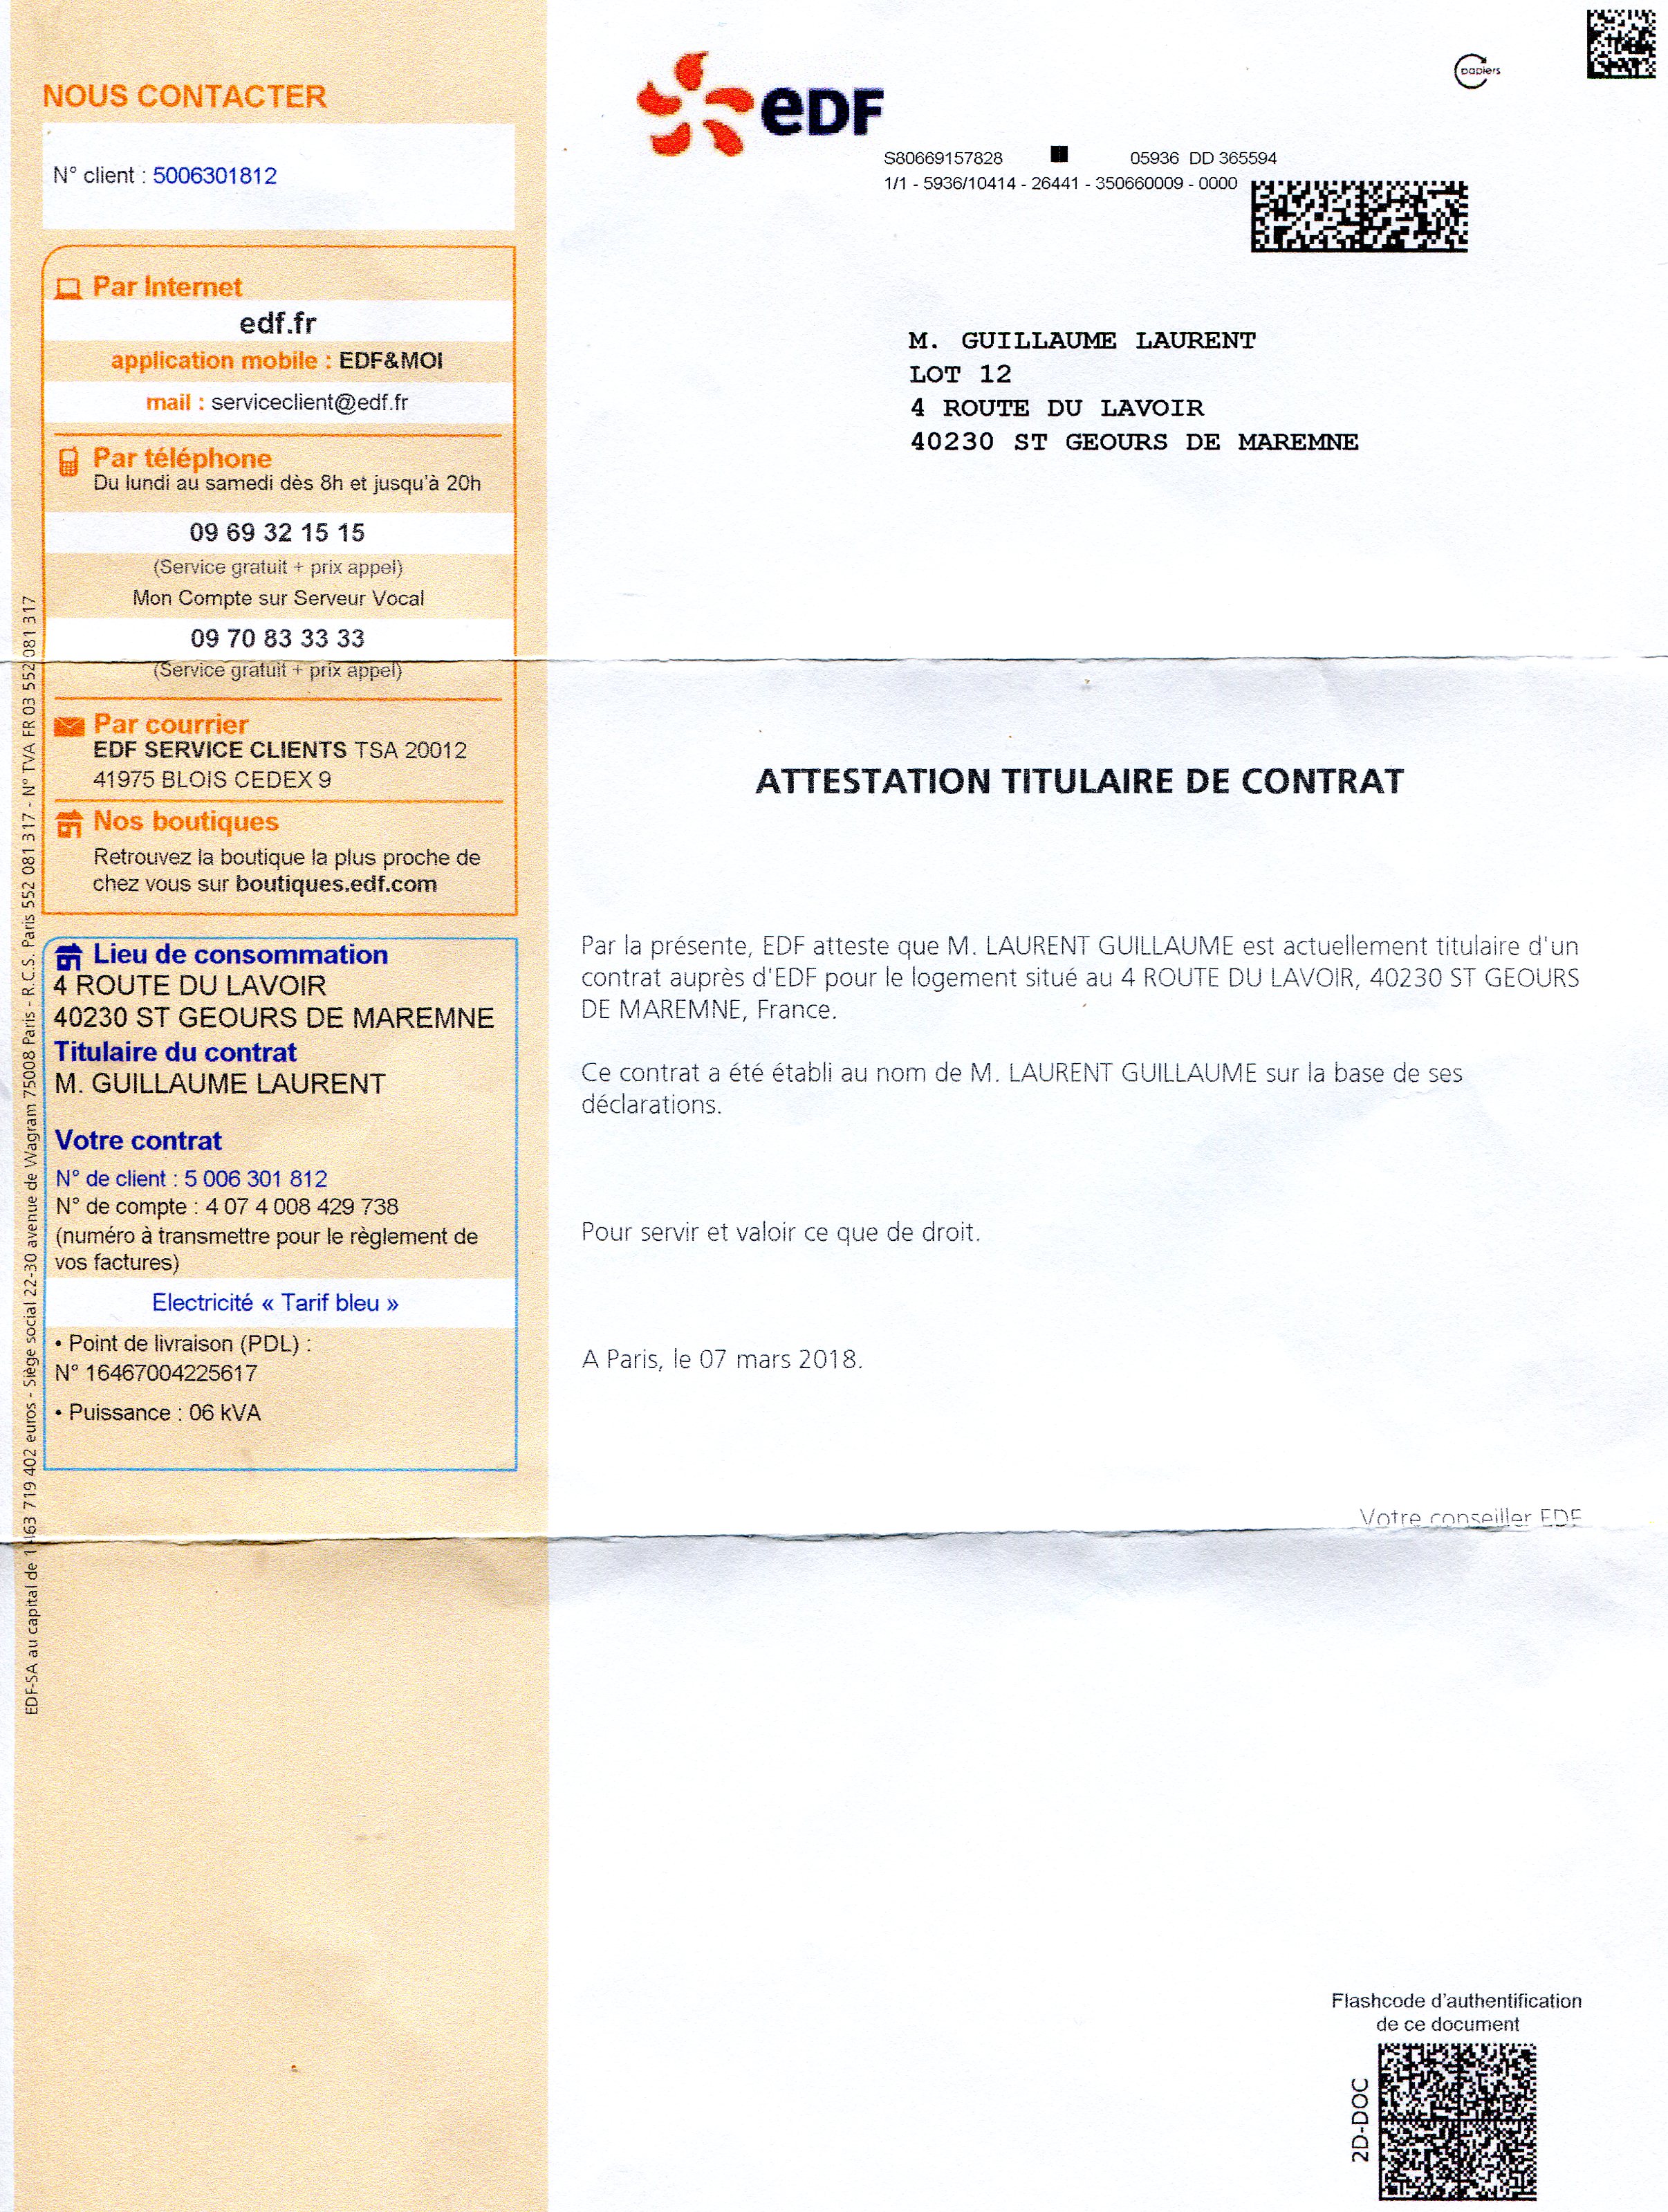 NOUS CONTACTER
N° client : 5006301812
Par Internet
edf.fr
application mobile : EDF&MOI
mail : serviceclient@edf.fr
Par téléphone
Du lundi au samedi dès 8h et jusqu'à 20h
09 69 32 15 15
(Service gratuit + prix appel)
Mon Compte sur Serveur Vocal
09 70 83 33 33
(Service gratuit + prix appel)
Par courrier
EDF SERVICE CLIENTS TSA 20012
41975 BLOIS CEDEX 9
Nos boutiques
Retrouvez la boutique la plus proche de
chez vous sur boutiques.edf.com
Lieu de consommation
4 ROUTE DU LAVOIR
40230 ST GEOURS DE MAREMNE
Titulaire du contrat
M. GUILLAUME LAURENT
Votre contrat
N° de client : 5 006 301 812
N° de compte : 4 07 4 008 429 738
(numéro à transmettre pour le règlement de
vos factures)
Electricité « Tarif bleu »
• Point de livraison (PDL) :
N° 16467004225617
• Puissance : 06 kVA
EDF-SA au capital de 1 463 719 402 euros - Siège social 22-30 avenue de Wagram 75008 Paris - R.C.S. Paris 552 081 317 - N° TVA FR 03 552 081 317
eDF
papiers
S80669157828 05936 DD 365594
1/1 - 5936/10414 - 26441 - 350660009 - 0000
M. GUILLAUME LAURENT
LOT 12
4 ROUTE DU LAVOIR
40230 ST GEOURS DE MAREMNE
ATTESTATION TITULAIRE DE CONTRAT
Par la présente, EDF atteste que M. LAURENT GUILLAUME est actuellement titulaire d'un
contrat auprès d'EDF pour le logement situé au 4 ROUTE DU LAVOIR, 40230 ST GEOURS
DE MAREMNE, France.
Ce contrat a été établi au nom de M. LAURENT GUILLAUME sur la base de ses
déclarations.
Pour servir et valoir ce que de droit.
A Paris, le 07 mars 2018.
Votre conseiller EDF
Flashcode d'authentification
de ce document
2D-DOC